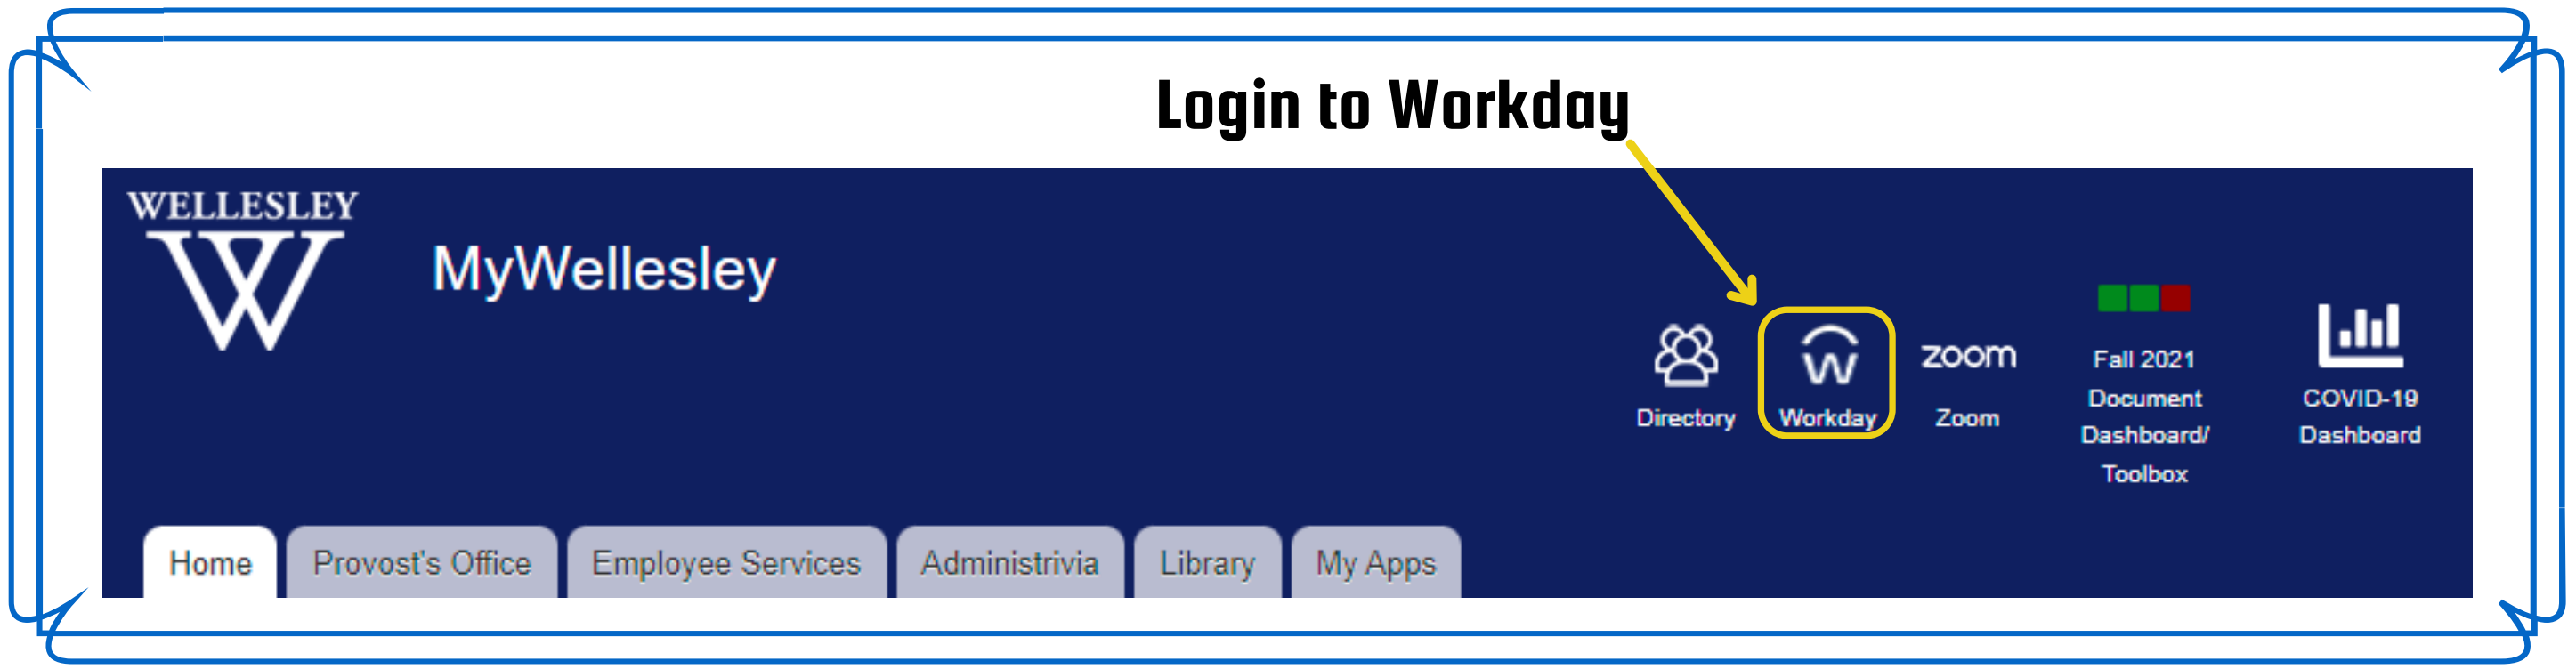 Login to Workday
WELLESLEY
W
MyWellesley
Directory
W
Workday
zoom
Zoom
Fall 2021
Document
Dashboard/
Toolbox
COVID-19
Dashboard
Home
Provost's Office
Employee Services
Administrivia
Library
My Apps